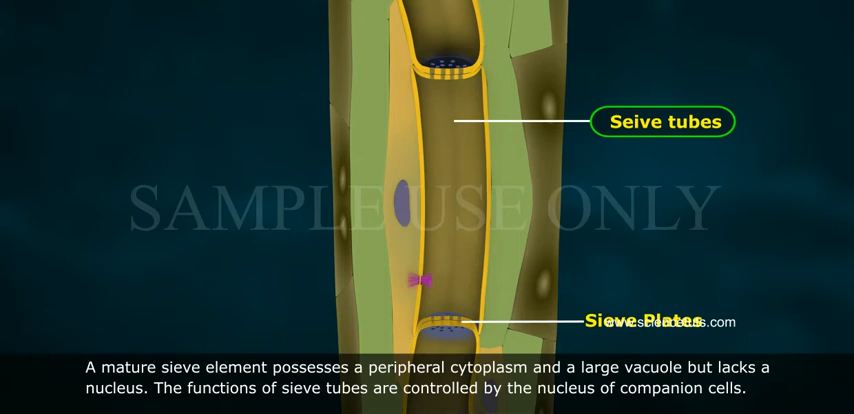 Seive tubes
SAMPLE USE ONLY
Sieve Plates
A mature sieve element possesses a peripheral cytoplasm and a large vacuole but lacks a
nucleus. The functions of sieve tubes are controlled by the nucleus of companion cells.